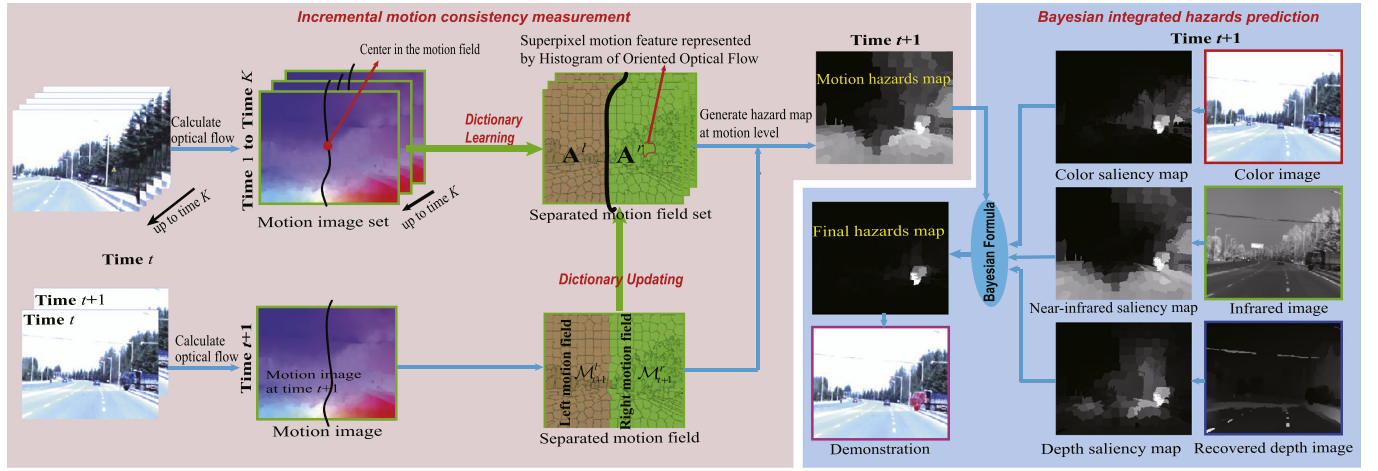 Incremental motion consistency measurement
Bayesian integrated hazards prediction
Center in the motion field
Superpixel motion feature represented
by Histogram of Oriented Optical Flow
Time t+1
Time t+1
Calculate
optical flow
Time 1 to Time K
Dictionary
Learning
A^l
A^r
Generate hazard map
at motion level
Motion hazards map
up to time K
Motion image set
up to time K
Separated motion field set
Color saliency map
Color image
Time t
Dictionary Updating
Final hazards map
Bayesian Formula
Near-infrared saliency map
Infrared image
Time t+1
Time t
Calculate
optical flow
Time t+1
Motion image
at time t+1
Motion image
Left motion field
M^l_{t+1}
Right motion field
M^r_{t+1}
Separated motion field
Demonstration
Depth saliency map
Recovered depth image